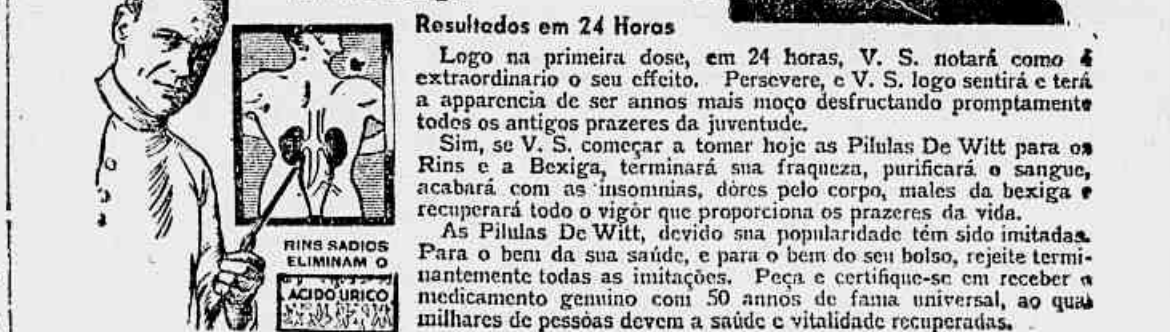 Resultados em 24 Horas
Logo na primeira dose, em 24 horas, V. S. notará como é
extraordinario o seu effeito. Persevere, e V. S. logo sentirá e terá
a apparencia de ser annos mais moço desfructando promptamente
todos os antigos prazeres da juventude.
Sim, se V. S. começar a tomar hoje as Pilulas De Witt para os
Rins e a Bexiga, terminará sua fraqueza, purificará o sangue,
acabará com as insomnias, dôres pelo corpo, males da bexiga e
recuperará todo o vigôr que proporciona os prazeres da vida.
As Pilulas De Witt, devido sua popularidade têm sido imitadas.
Para o bem da sua saúde, e para o bem do seu bolso, rejeite termi-
nantemente todas as imitações. Peça e certifique-se em receber o
medicamento genuino com 50 annos de fama universal, ao qual
milhares de pessôas devem a saúde e vitalidade recuperadas.
RINS SADIOS
ELIMINAM O
ACIDO URICO